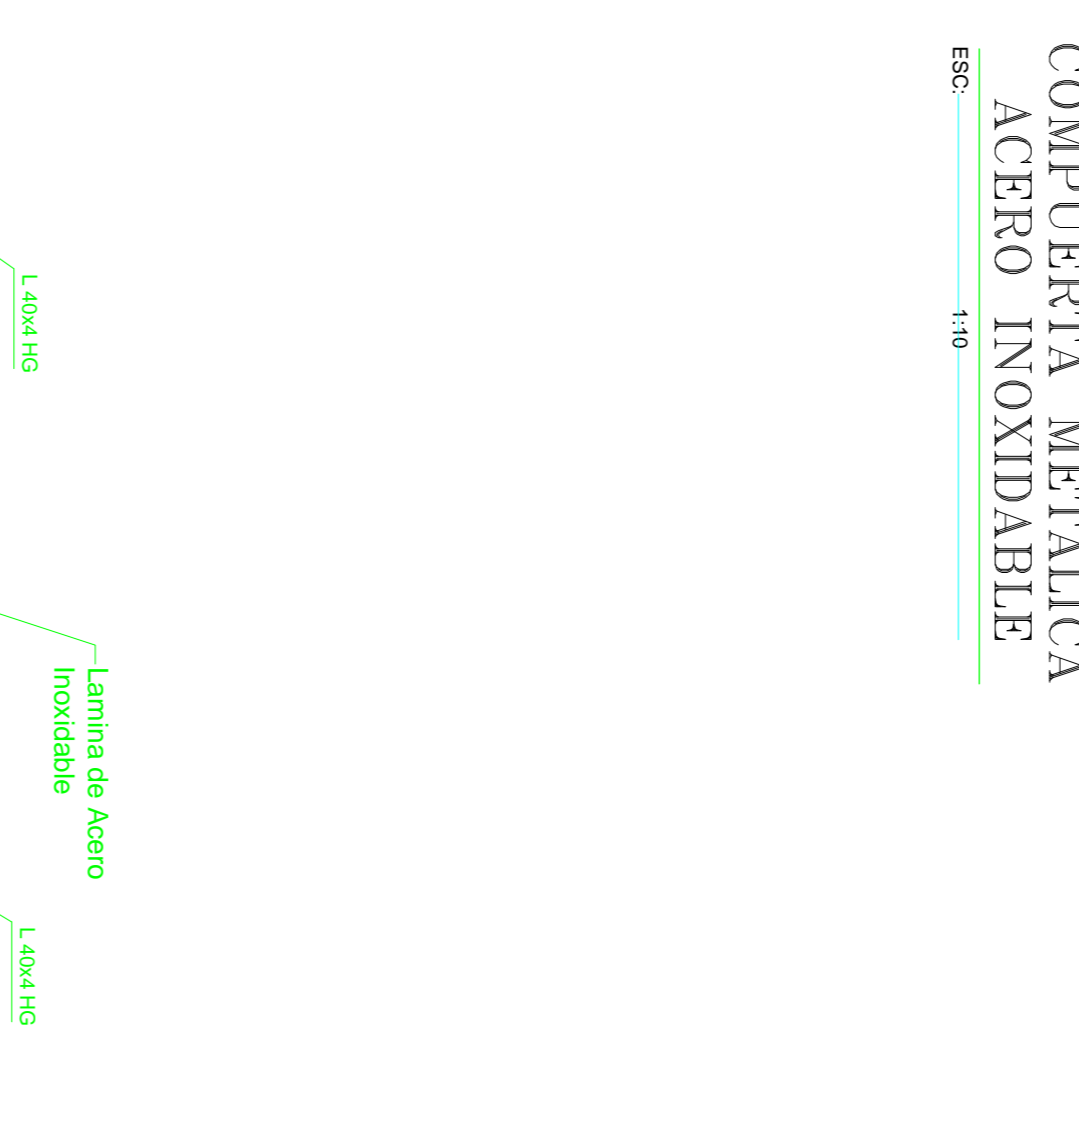 COMPUERTA METALICA
ACERO INOXIDABLE
ESC: 1:10
L 40x4 HG
Lamina de Acero
Inoxidable
L 40x4 HG